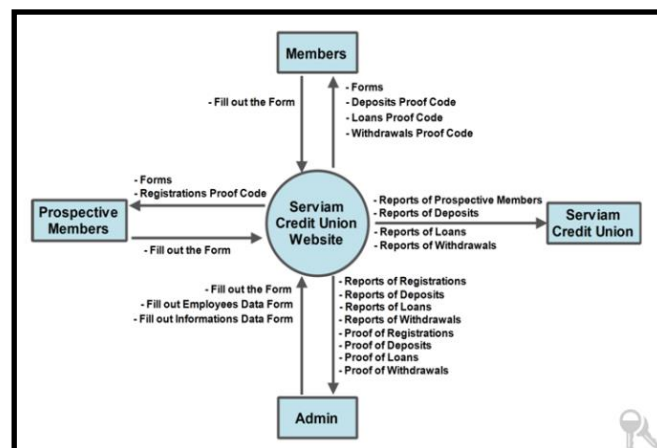 Members
- Fill out the Form
- Forms
- Deposits Proof Code
- Loans Proof Code
- Withdrawals Proof Code
- Forms
- Registrations Proof Code
Prospective
Members
- Fill out the Form
Serviam
Credit Union
Website
- Reports of Prospective Members
- Reports of Deposits
- Reports of Loans
- Reports of Withdrawals
Serviam
Credit Union
- Fill out the Form
- Fill out Employees Data Form
- Fill out Informations Data Form
- Reports of Registrations
- Reports of Deposits
- Reports of Loans
- Reports of Withdrawals
- Proof of Registrations
- Proof of Deposits
- Proof of Loans
- Proof of Withdrawals
Admin